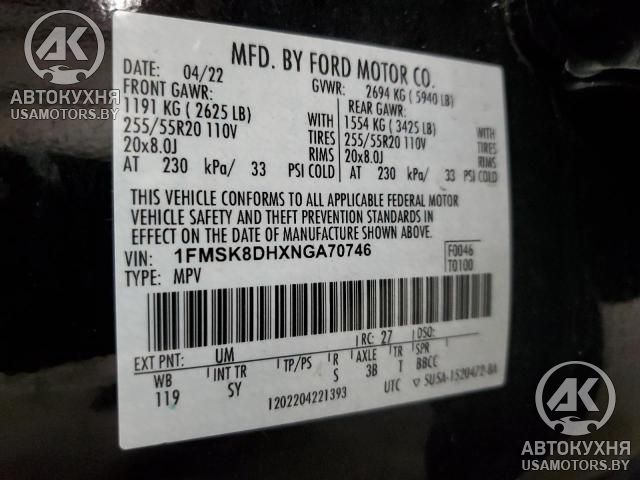 AK
АВТОКУХНЯ
USAMOTORS.BY
MFD. BY FORD MOTOR CO.
DATE: 04/22 GVWR: 2694 KG ( 5940 LB)
FRONT GAWR: REAR GAWR:
1191 KG ( 2625 LB) WITH 1554 KG ( 3425 LB) WITH
255/55R20 110V TIRES 255/55R20 110V TIRES
20x8.0J RIMS 20x8.0J RIMS
AT 230 kPa/ 33 PSI COLD AT 230 kPa/ 33 PSI COLD
THIS VEHICLE CONFORMS TO ALL APPLICABLE FEDERAL MOTOR
VEHICLE SAFETY AND THEFT PREVENTION STANDARDS IN
EFFECT ON THE DATE OF MANUFACTURE SHOWN ABOVE.
VIN: 1FMSK8DHXNGA70746 F0046
TYPE: MPV T0100
EXT PNT: UM RC: 27 DSO:
WB INT TR TP/PS R AXLE TR SPR
119 SY S 3B T BBCC
1202204221393 UTC ▽ SU5A-1520472-BA
AK
АВТОКУХНЯ
USAMOTORS.BY